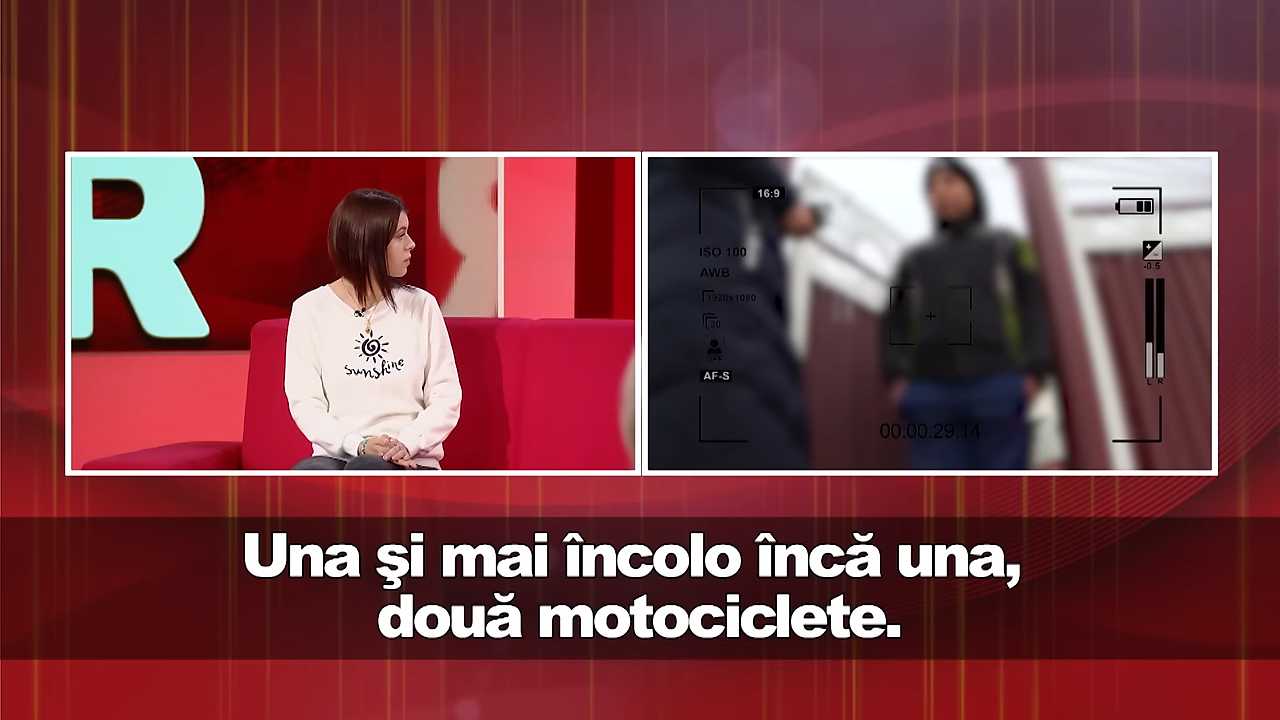 R
sunshine
16:9
ISO 100
AWB
1920x1080
30
OFF
AF-S
00:00:29.14
-0.5
L R
Una şi mai încolo încă una,
două motociclete.